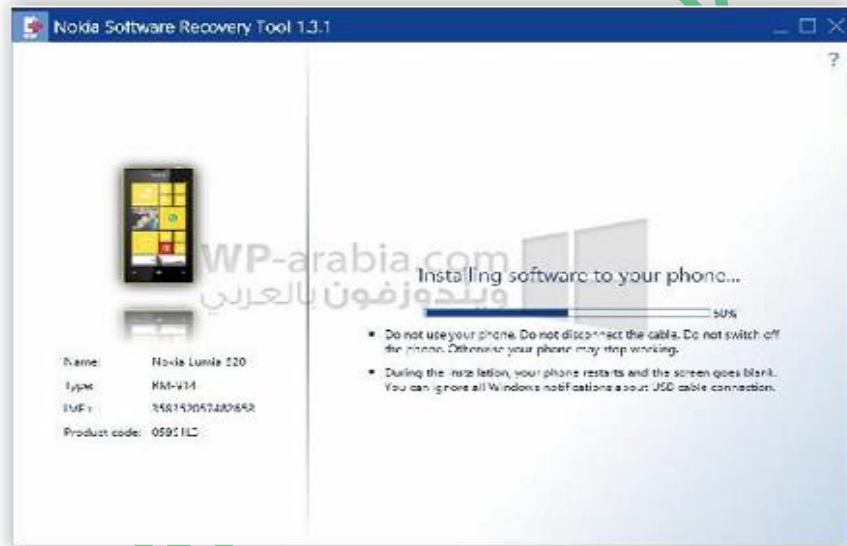 Nokia Software Recovery Tool 1.3.1
?
WP-arabia.com
ويندوزفون بالعربي
Installing software to your phone...
50%
Do not use your phone. Do not disconnect the cable. Do not switch off
the phone. Otherwise your phone may stop working.
During the installation, your phone restarts and the screen goes blank.
You can ignore all Windows notifications about USB cable connection.
Name: Nokia Lumia 520
Type: RM-914
IMEI:
Product code: